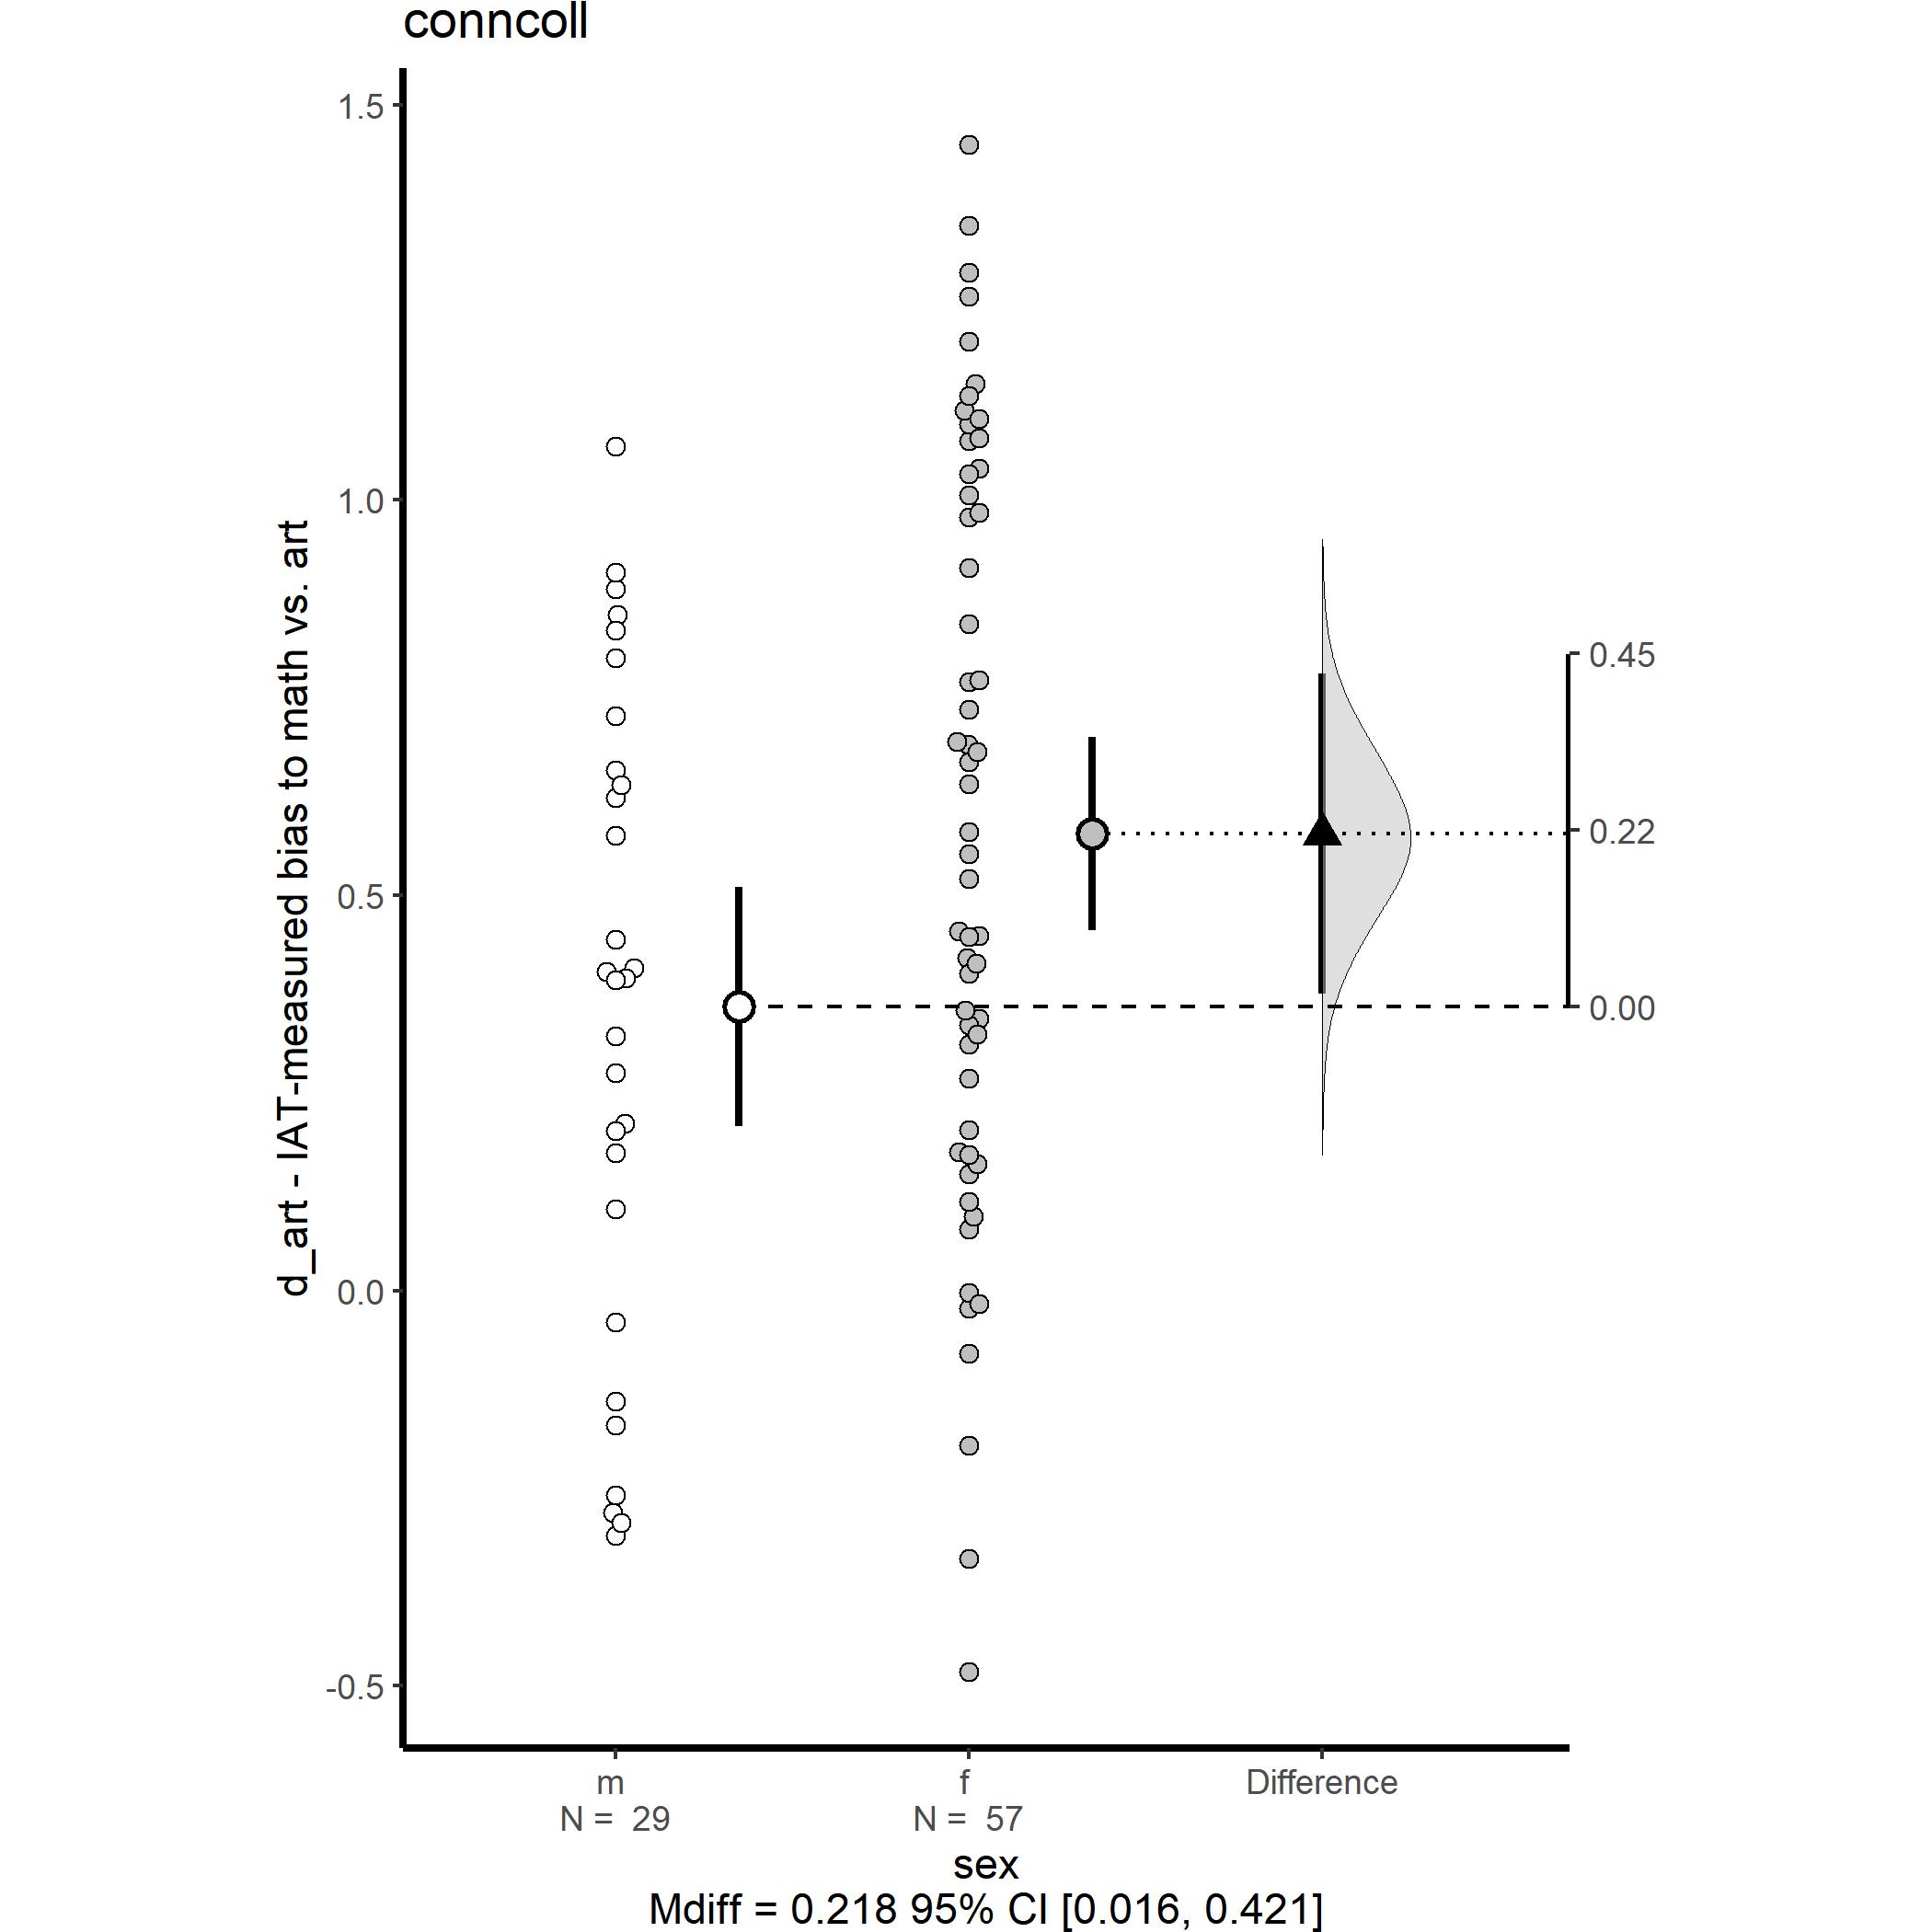 conncoll
d_art - IAT-measured bias to math vs. art
1.5
1.0
0.5
0.0
-0.5
0.45
0.22
0.00
m
N = 29
f
N = 57
Difference
sex
Mdiff = 0.218 95% CI [0.016, 0.421]